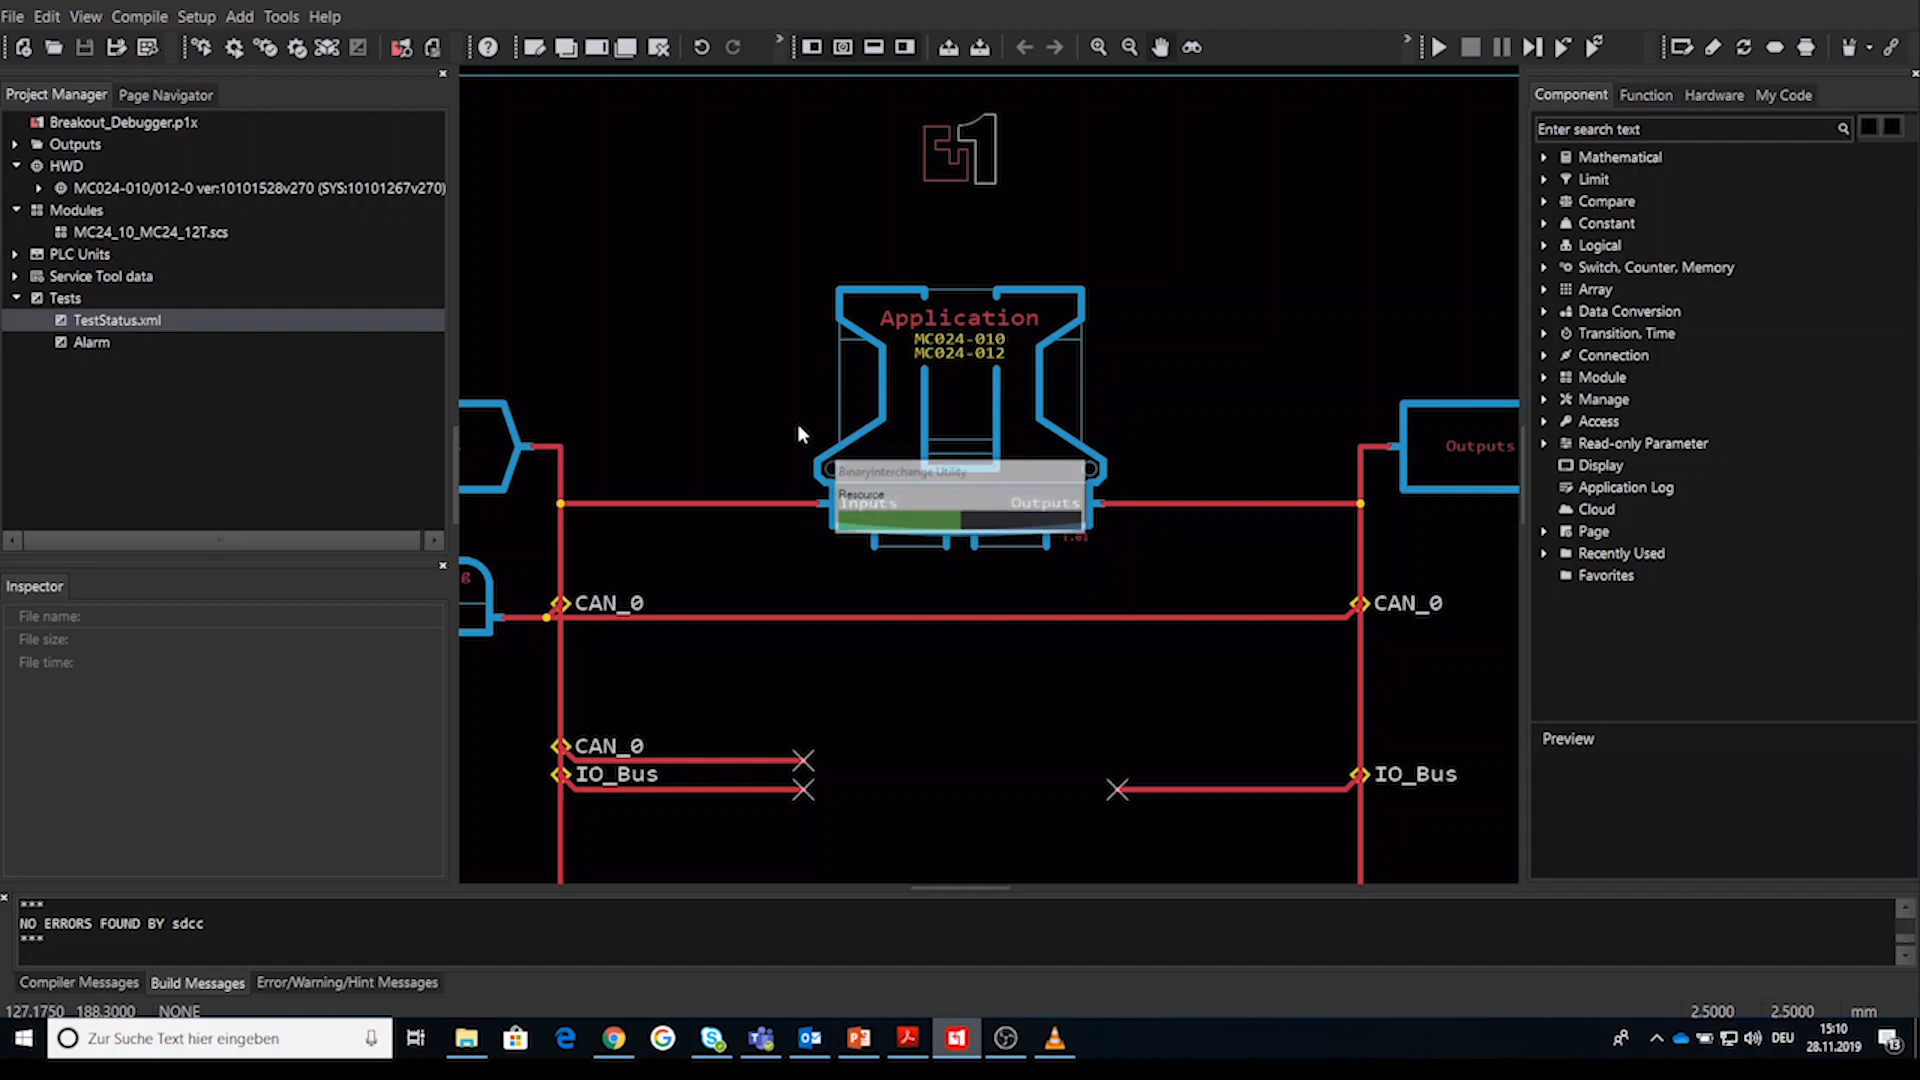 File Edit View Compile Setup Add Tools Help
Project Manager Page Navigator
Breakout_Debugger.p1x
Outputs
HWD
MC024-010/012-0 ver:10101528v270 (SYS:10101267v270)
Modules
MC24_10_MC24_12T.scs
PLC Units
Service Tool data
Tests
TestStatus.xml
Alarm
Inspector
File name:
File size:
File time:
Application
MC024-010
MC024-012
BinaryInterchange Utility
Resource
Inputs Outputs
Outputs
g
CAN_0 CAN_0
CAN_0
IO_Bus IO_Bus
Component Function Hardware My Code
Enter search text
Mathematical
Limit
Compare
Constant
Logical
Switch, Counter, Memory
Array
Data Conversion
Transition, Time
Connection
Module
Manage
Access
Read-only Parameter
Display
Application Log
Cloud
Page
Recently Used
Favorites
Preview
***
NO ERRORS FOUND BY sdcc
***
Compiler Messages Build Messages Error/Warning/Hint Messages
127.1750 188.3000 NONE 2.5000 2.5000 mm
Zur Suche Text hier eingeben
DEU
15:10
28.11.2019
13